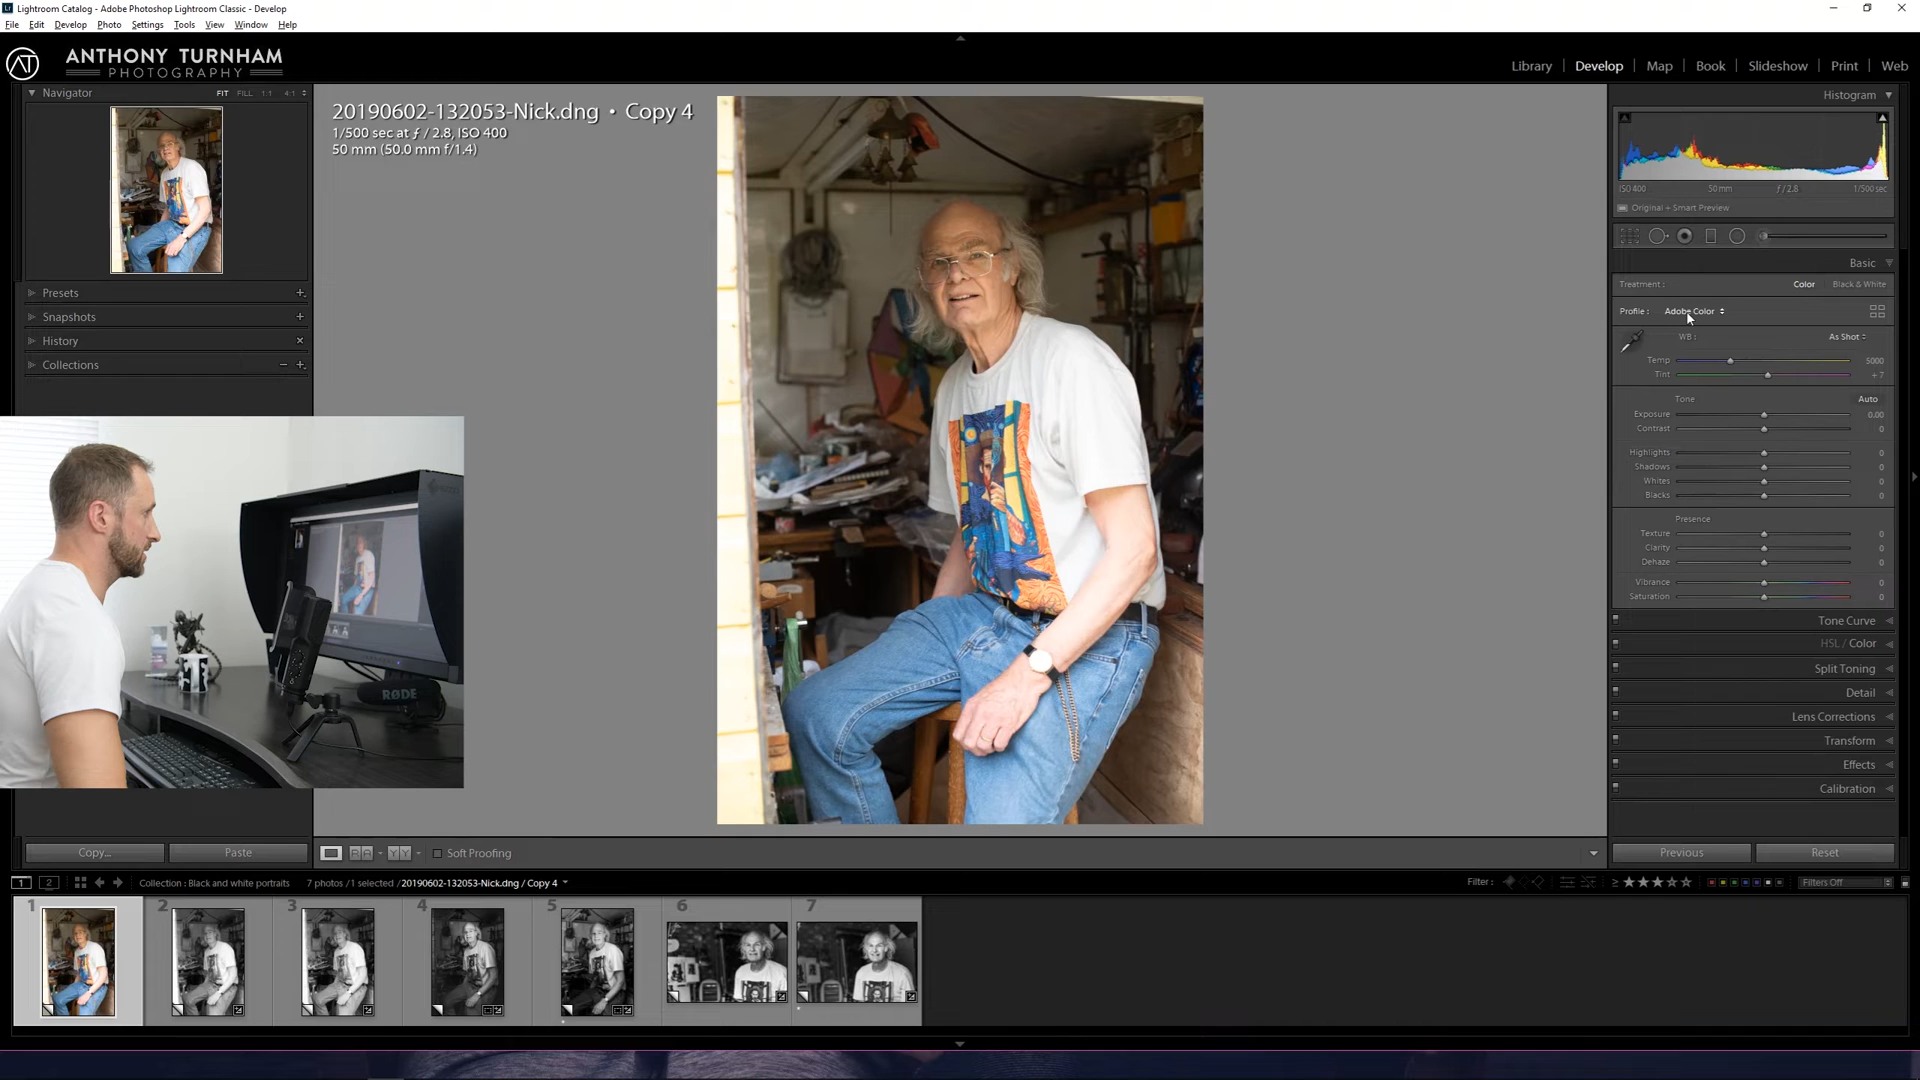 Lightroom Catalog - Adobe Photoshop Lightroom Classic - Develop
File Edit Develop Photo Settings Tools View Window Help
AT ANTHONY TURNHAM
PHOTOGRAPHY
Library Develop Map Book Slideshow Print Web
Navigator FIT FILL 1:1 4:1
Presets
Snapshots
History
Collections
20190602-132053-Nick.dng • Copy 4
1/500 sec at ƒ / 2.8, ISO 400
50 mm (50.0 mm f/1.4)
Histogram
ISO 400 50 mm ƒ / 2.8 1/500 sec
Original + Smart Preview
Basic
Treatment : Color Black & White
Profile : Adobe Color
WB : As Shot
Temp 5000
Tint + 7
Tone Auto
Exposure 0.00
Contrast 0
Highlights 0
Shadows 0
Whites 0
Blacks 0
Presence
Texture 0
Clarity 0
Dehaze 0
Vibrance 0
Saturation 0
Tone Curve
HSL / Color
Split Toning
Detail
Lens Corrections
Transform
Effects
Calibration
RØDE
Copy... Paste
R A Y Y Soft Proofing
Previous Reset
1 2 Collection : Black and white portraits 7 photos / 1 selected / 20190602-132053-Nick.dng / Copy 4
Filter : ≥ Filters Off
1 2 3 4 5 6 7